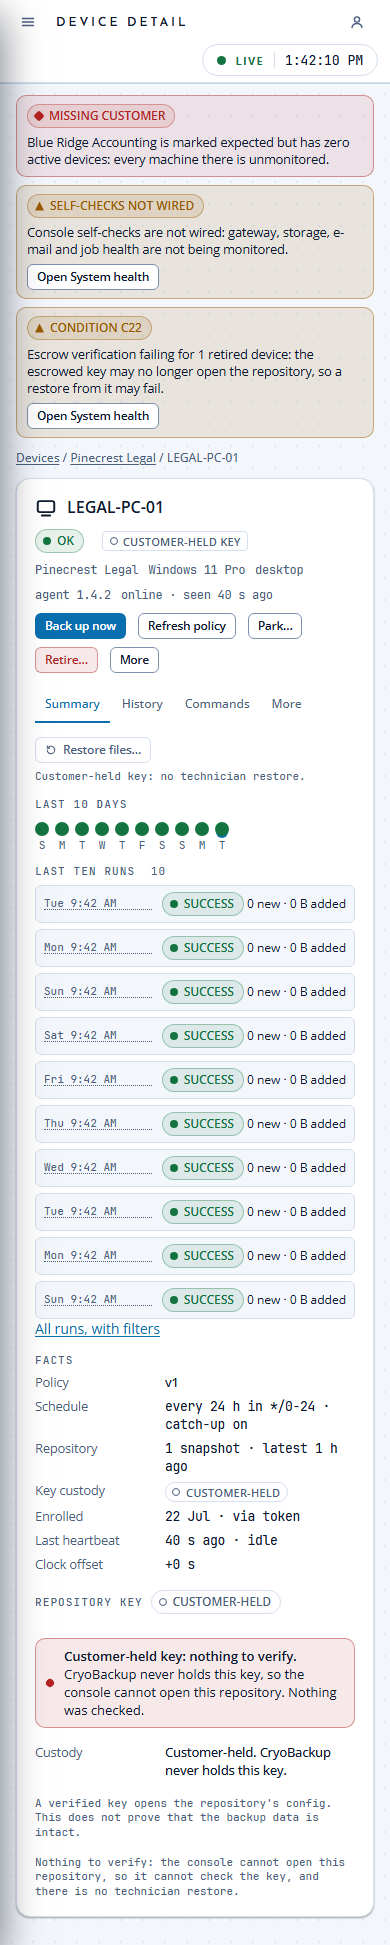 DEVICE DETAIL
LIVE 1:42:10 PM
MISSING CUSTOMER
Blue Ridge Accounting is marked expected but has zero
active devices: every machine there is unmonitored.
SELF-CHECKS NOT WIRED
Console self-checks are not wired: gateway, storage, e-
mail and job health are not being monitored.
Open System health
CONDITION C22
Escrow verification failing for 1 retired device: the
escrowed key may no longer open the repository, so a
restore from it may fail.
Open System health
Devices / Pinecrest Legal / LEGAL-PC-01
LEGAL-PC-01
OK CUSTOMER-HELD KEY
Pinecrest Legal Windows 11 Pro desktop
agent 1.4.2 online · seen 40 s ago
Back up now Refresh policy Park...
Retire... More
Summary History Commands More
Restore files...
Customer-held key: no technician restore.
LAST 10 DAYS
S M T W T F S S M T
LAST TEN RUNS 10
Tue 9:42 AM SUCCESS 0 new · 0 B added
Mon 9:42 AM SUCCESS 0 new · 0 B added
Sun 9:42 AM SUCCESS 0 new · 0 B added
Sat 9:42 AM SUCCESS 0 new · 0 B added
Fri 9:42 AM SUCCESS 0 new · 0 B added
Thu 9:42 AM SUCCESS 0 new · 0 B added
Wed 9:42 AM SUCCESS 0 new · 0 B added
Tue 9:42 AM SUCCESS 0 new · 0 B added
Mon 9:42 AM SUCCESS 0 new · 0 B added
Sun 9:42 AM SUCCESS 0 new · 0 B added
All runs, with filters
FACTS
Policy v1
Schedule every 24 h in */0-24 ·
catch-up on
Repository 1 snapshot · latest 1 h
ago
Key custody CUSTOMER-HELD
Enrolled 22 Jul · via token
Last heartbeat 40 s ago · idle
Clock offset +0 s
REPOSITORY KEY CUSTOMER-HELD
Customer-held key: nothing to verify.
CryoBackup never holds this key, so the
console cannot open this repository. Nothing
was checked.
Custody Customer-held. CryoBackup
never holds this key.
A verified key opens the repository's config.
This does not prove that the backup data is
intact.
Nothing to verify: the console cannot open this
repository, so it cannot check the key, and
there is no technician restore.